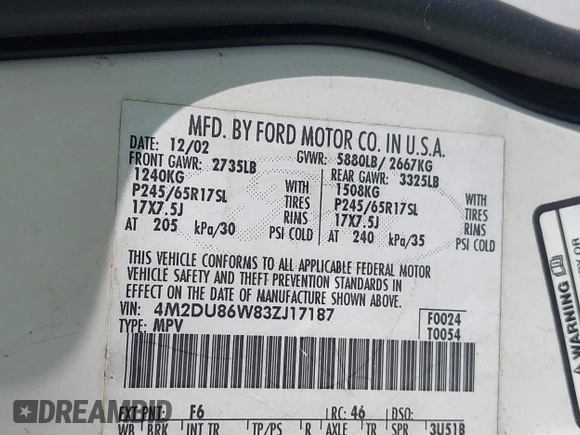 MFD. BY FORD MOTOR CO. IN U.S.A.
DATE: 12/02 GVWR: 5880LB/ 2667KG
FRONT GAWR: 2735LB REAR GAWR: 3325LB
1240KG WITH 1508KG WITH
P245/65R17SL TIRES P245/65R17SL TIRES
17X7.5J RIMS 17X7.5J RIMS
AT 205 kPa/30 PSI COLD AT 240 kPa/35 PSI COLD
THIS VEHICLE CONFORMS TO ALL APPLICABLE FEDERAL MOTOR
VEHICLE SAFETY AND THEFT PREVENTION STANDARDS IN
EFFECT ON THE DATE OF MANUFACTURE SHOWN ABOVE.
VIN: 4M2DU86W83ZJ17187 F0024
TYPE: MPV T0054
EXT PNT: F6 RC: 46 DSO:
WB BRK INT TR TP/PS R AXLE TR SPR 3U51B
DREAMBID